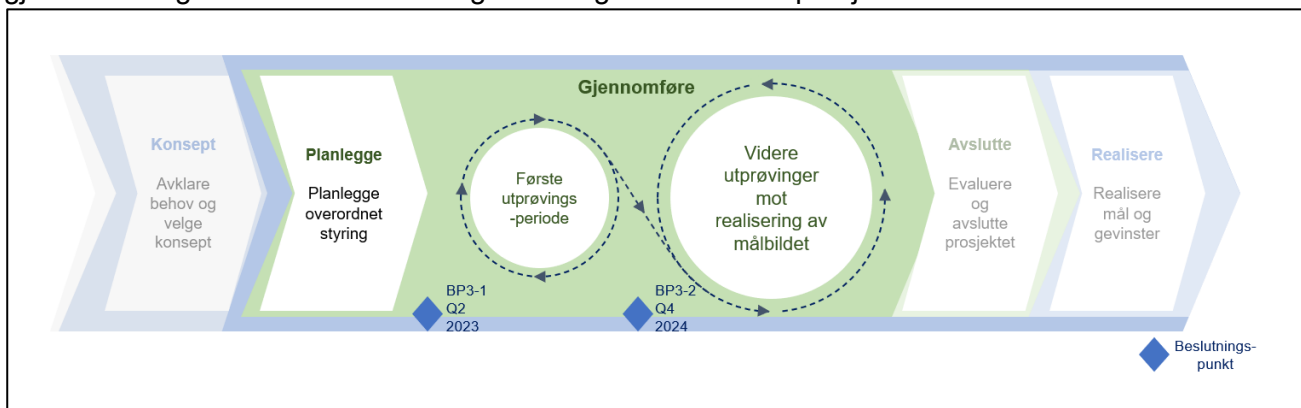 Gjennomføre
Konsept
Avklare
behov og
velge
konsept
Planlegge
Planlegge
overordnet
styring
Første
utprøvings
-periode
Videre
utprøvinger
mot
realisering av
målbildet
Avslutte
Evaluere
og
avslutte
prosjektet
Realisere
Realisere
mål og
gevinster
BP3-1
Q2
2023
BP3-2
Q4
2024
Beslutnings-
punkt